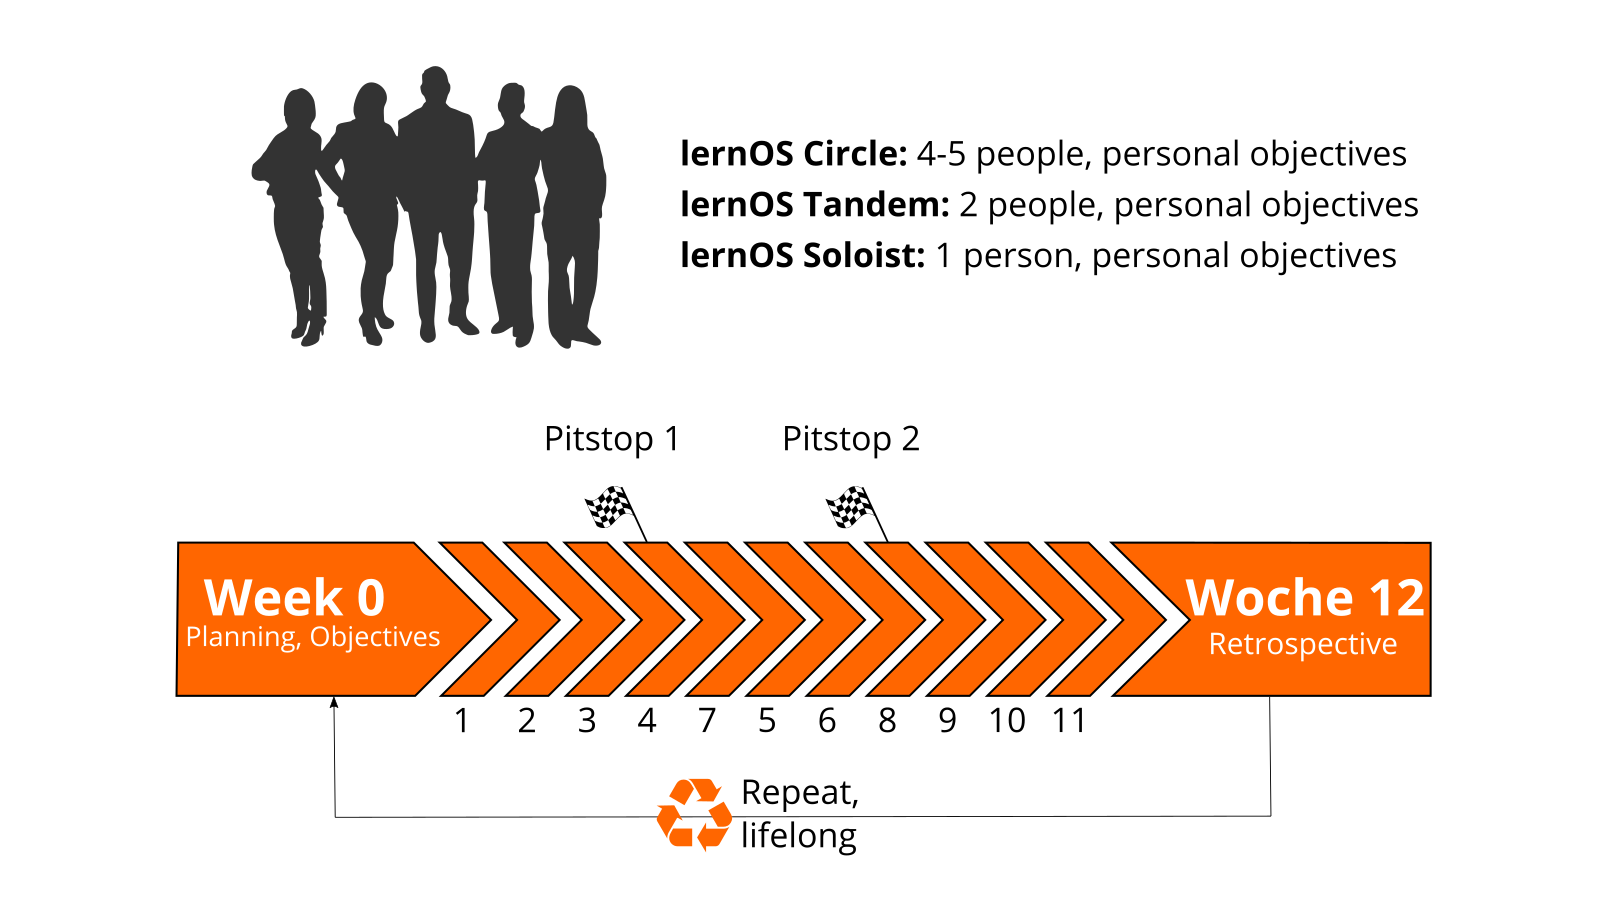 lernOS Circle: 4-5 people, personal objectives
lernOS Tandem: 2 people, personal objectives
lernOS Soloist: 1 person, personal objectives
Pitstop 1 Pitstop 2
Week 0
Planning, Objectives
Woche 12
Retrospective
1 2 3 4 7 5 6 8 9 10 11
Repeat,
lifelong